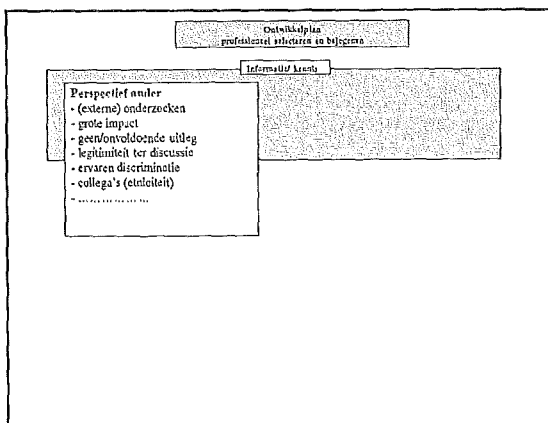 Ontwikkelplan
professioneel selecteren en bejegenen
Informatie/ kennis
Perspectief ander
- (externe) onderzoeken
- grote impact
- geen/onvoldoende uitleg
- legitimiteit ter discussie
- ervaren discriminatie
- collega's (etniciteit)
- ..................